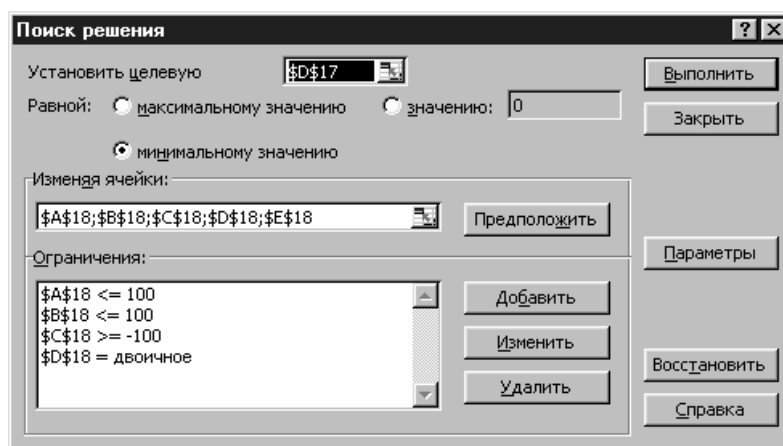 Поиск решения
Установить целевую $D$17 Выполнить
Равной: максимальному значению значению: 0 Закрыть
минимальному значению
Изменяя ячейки:
$A$18;$B$18;$C$18;$D$18;$E$18 Предположить
Ограничения: Параметры
$A$18 <= 100 Добавить
$B$18 <= 100
$C$18 >= -100 Изменить
$D$18 = двоичное
Восстановить
Удалить
Справка